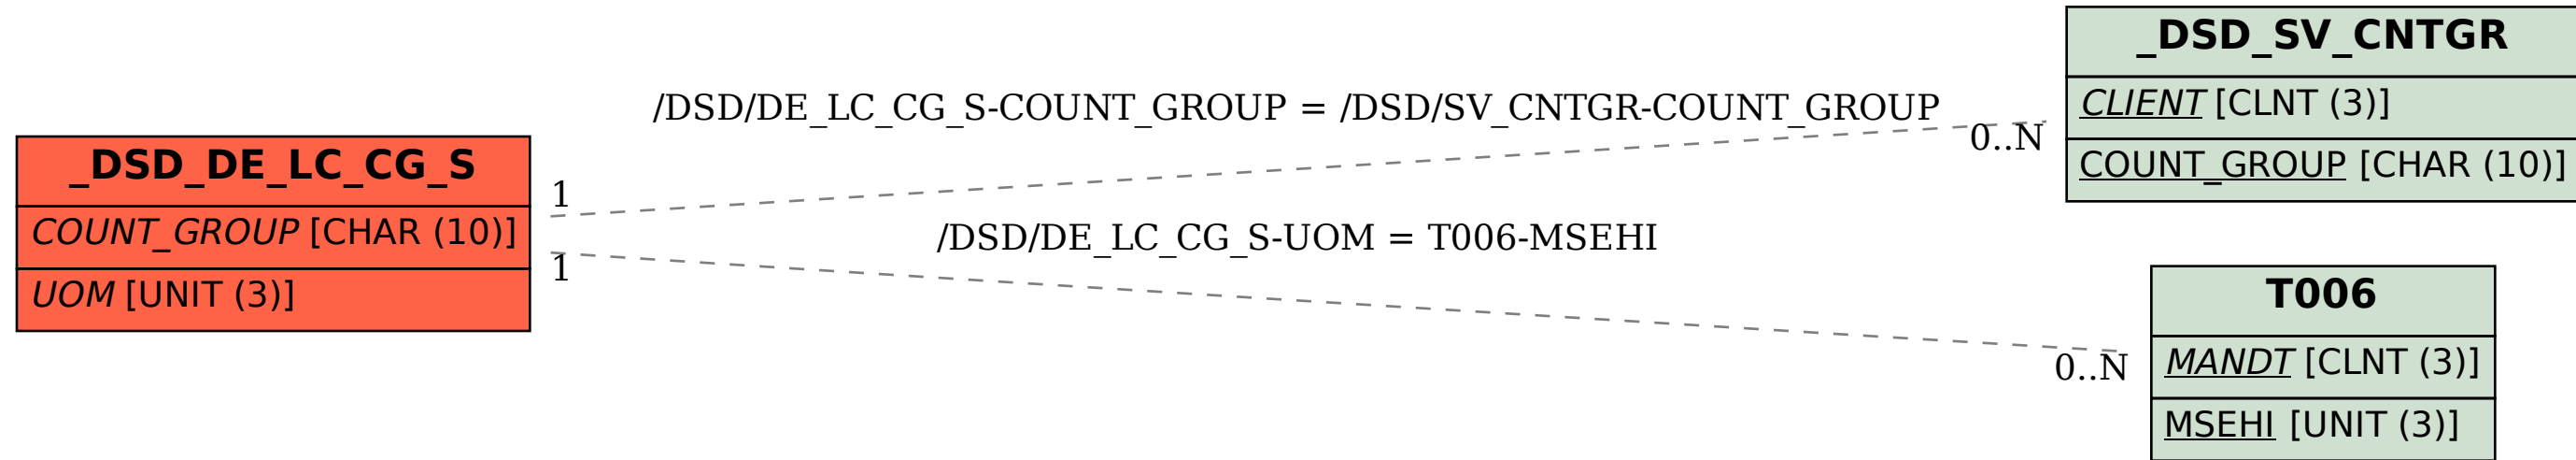 _DSD_DE_LC_CG_S
COUNT_GROUP [CHAR (10)]
UOM [UNIT (3)]
/DSD/DE_LC_CG_S-COUNT_GROUP = /DSD/SV_CNTGR-COUNT_GROUP
1
0..N
/DSD/DE_LC_CG_S-UOM = T006-MSEHI
1
0..N
_DSD_SV_CNTGR
CLIENT [CLNT (3)]
COUNT_GROUP [CHAR (10)]
T006
MANDT [CLNT (3)]
MSEHI [UNIT (3)]